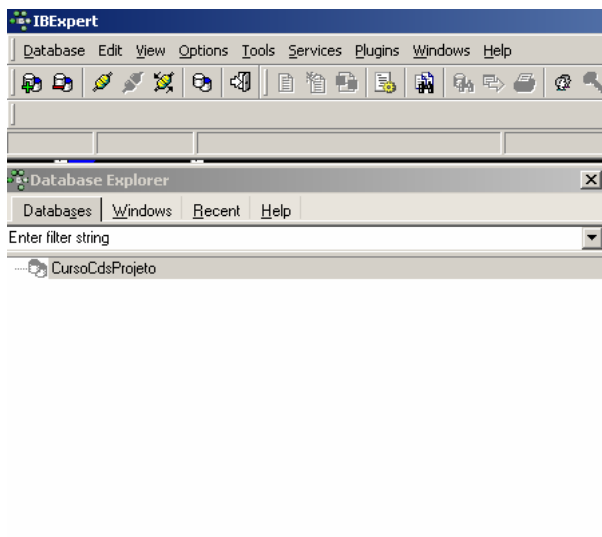 IBExpert
Database Edit View Options Tools Services Plugins Windows Help
Database Explorer
Databases Windows Recent Help
Enter filter string
CursoCdsProjeto